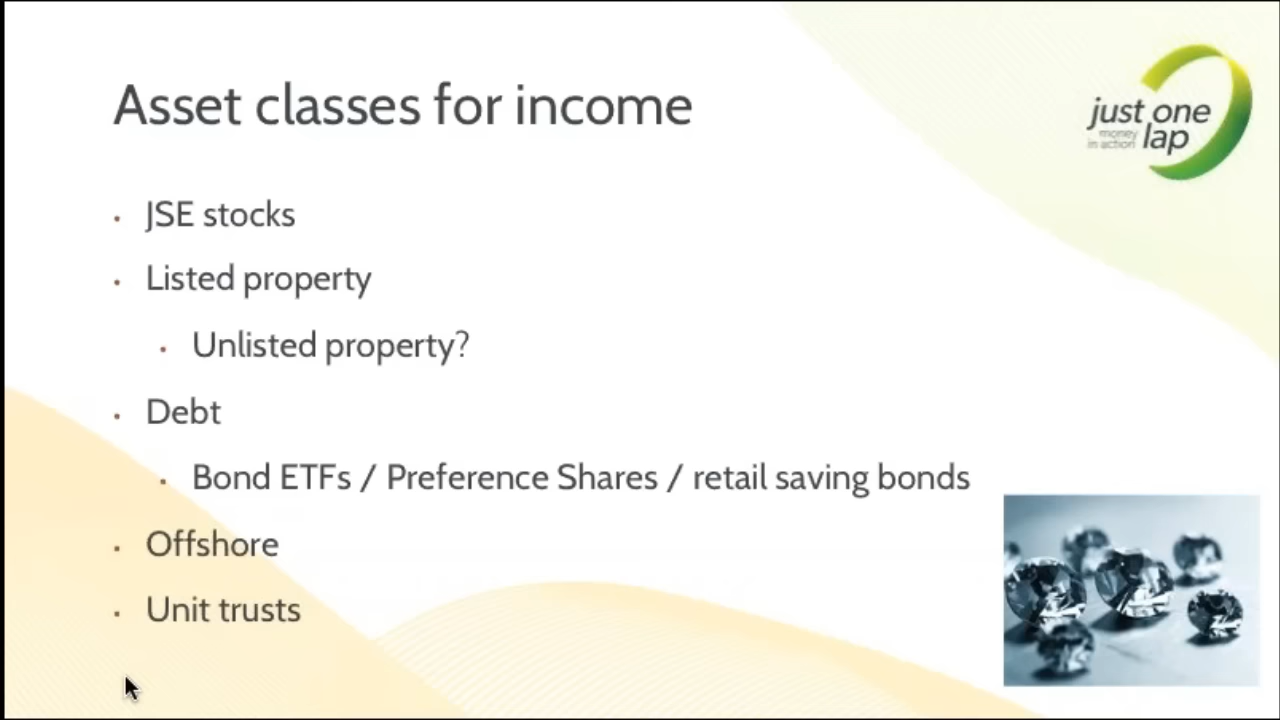 Asset classes for income
just one
money
in action lap
• JSE stocks
• Listed property
• Unlisted property?
• Debt
• Bond ETFs / Preference Shares / retail saving bonds
• Offshore
• Unit trusts